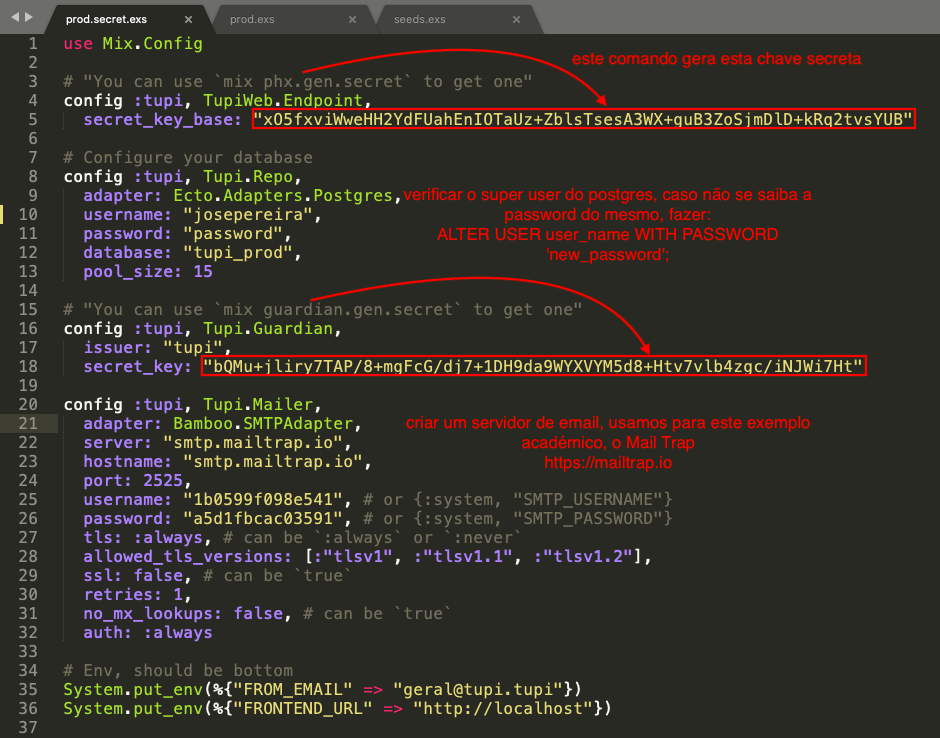 prod.secret.exs × prod.exs × seeds.exs ×
1 use Mix.Config
2
3 # "You can use `mix phx.gen.secret` to get one"
este comando gera esta chave secreta
4 config :tupi, TupiWeb.Endpoint,
5 secret_key_base: "xO5fxviWweHH2YdFUahEnIOTaUz+ZblsTsesA3WX+guB3ZoSjmDlD+kRq2tvsYUB"
6
7 # Configure your database
8 config :tupi, Tupi.Repo,
9 adapter: Ecto.Adapters.Postgres,
10 username: "josepereira",
11 password: "password",
12 database: "tupi_prod",
13 pool_size: 15
verificar o super user do postgres, caso não se saiba a
password do mesmo, fazer:
ALTER USER user_name WITH PASSWORD
'new_password';
14
15 # "You can use `mix guardian.gen.secret` to get one"
16 config :tupi, Tupi.Guardian,
17 issuer: "tupi",
18 secret_key: "bQMu+jliry7TAP/8+mgFcG/dj7+1DH9da9WYXVYM5d8+Htv7vlb4zgc/iNJWi7Ht"
19
20 config :tupi, Tupi.Mailer,
21 adapter: Bamboo.SMTPAdapter,
22 server: "smtp.mailtrap.io",
23 hostname: "smtp.mailtrap.io",
criar um servidor de email, usamos para este exemplo
académico, o Mail Trap
https://mailtrap.io
24 port: 2525,
25 username: "1b0599f098e541", # or {:system, "SMTP_USERNAME"}
26 password: "a5d1fbcac03591", # or {:system, "SMTP_PASSWORD"}
27 tls: :always, # can be `:always` or `:never`
28 allowed_tls_versions: [:"tlsv1", :"tlsv1.1", :"tlsv1.2"],
29 ssl: false, # can be `true`
30 retries: 1,
31 no_mx_lookups: false, # can be `true`
32 auth: :always
33
34 # Env, should be bottom
35 System.put_env(%{"FROM_EMAIL" => "geral@tupi.tupi"})
36 System.put_env(%{"FRONTEND_URL" => "http://localhost"})
37